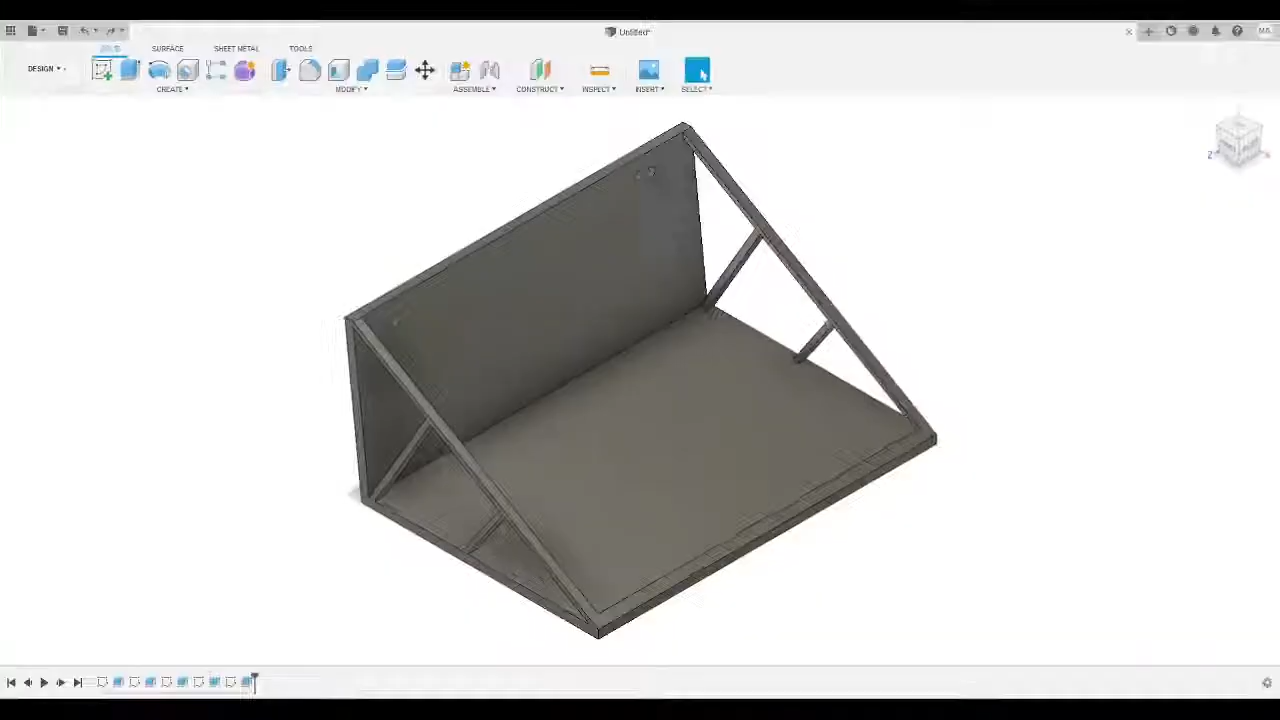 Untitled*
SURFACE
SHEET METAL
TOOLS
DESIGN
CREATE
MODIFY
ASSEMBLE
CONSTRUCT
INSPECT
INSERT
SELECT
Z